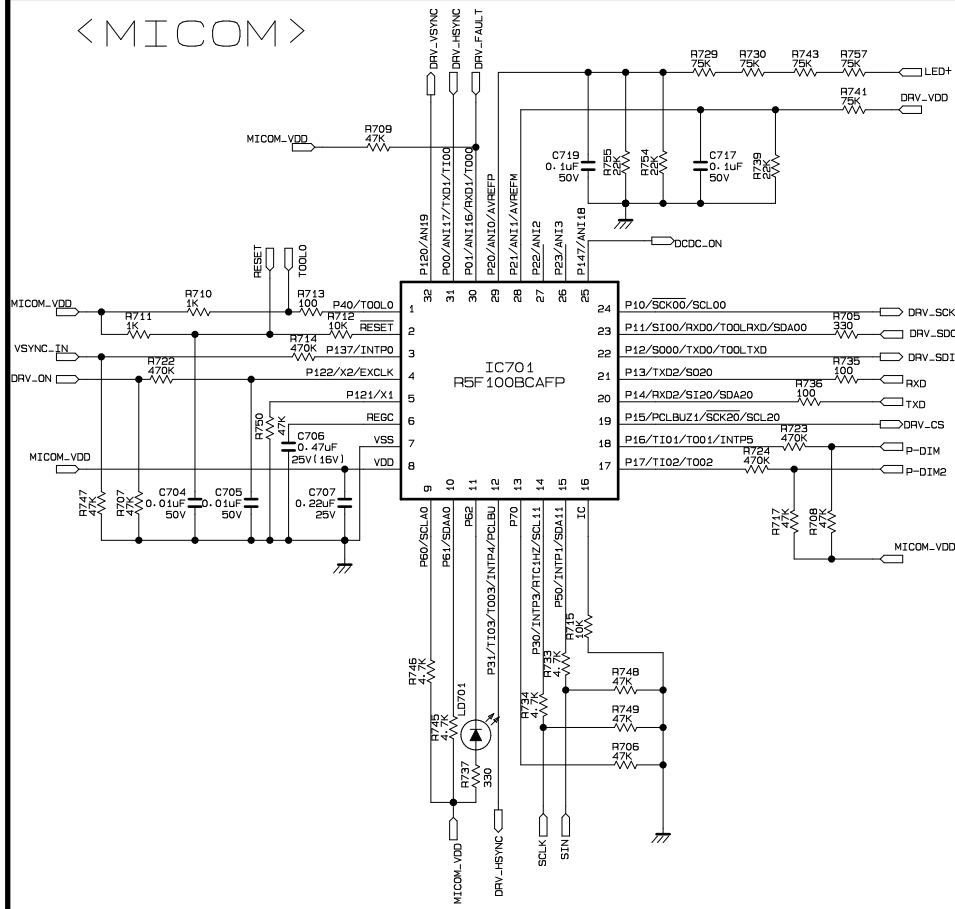 <MICOM>
DRV_VSYNC
DRV_HSYNC
DRV_FAULT
R729
75K
R730
75K
R743
75K
R757
75K
LED+
R741
75K
DRV_VDD
MICOM_VDD
R709
47K
C719
0.1uF
50V
R755
22K
R754
22K
C717
0.1uF
50V
R739
22K
DCDC_ON
P120/AN19
P00/ANI17/TXD1/TI00
P01/ANI16/RXD1/TO00
P20/ANI0/AVREFP
P21/ANI1/AVREFM
P22/ANI2
P23/ANI3
P147/ANI18
32
31
30
29
28
27
26
25
RESET
TOOL0
MICOM_VDD
R710
1K
R713
100
P40/TOOL0
1
R711
1K
R712
10K
RESET
2
VSYNC_IN
R714
470K
P137/INTP0
3
DRV_ON
R722
470K
P122/X2/EXCLK
4
P121/X1
5
REGC
6
VSS
7
MICOM_VDD
VDD
8
R750
47K
C706
0.47uF
25V(16V)
R747
47K
R707
47K
C704
0.01uF
50V
C705
0.01uF
50V
C707
0.22uF
25V
IC701
R5F100BCAFP
24
P10/SCK00/SCL00
DRV_SCK
23
P11/SI00/RXD0/TOOLRXD/SDA00
R705
330
DRV_SDO
22
P12/SO00/TXD0/TOOLTXD
DRV_SDI
21
P13/TXD2/SO20
R735
100
RXD
20
P14/RXD2/SI20/SDA20
R736
100
TXD
19
P15/PCLBUZ1/SCK20/SCL20
DRV_CS
18
P16/TI01/TO01/INTP5
R723
470K
P-DIM
17
P17/TI02/TO02
R724
470K
P-DIM2
R717
47K
R708
47K
MICOM_VDD
9
10
11
12
13
14
15
16
P60/SCLA0
P61/SDAA0
P62
P31/TI03/TO03/INTP4/PCLBU
P70
P30/INTP3/RTC1HZ/SCL11
P50/INTP1/SDA11
IC
R715
10K
R746
4.7K
R745
4.7K
LD701
R737
330
R734
4.7K
R733
4.7K
R748
47K
R749
47K
R706
47K
MICOM_VDD
DRV_HSYNC
SCLK
SIN